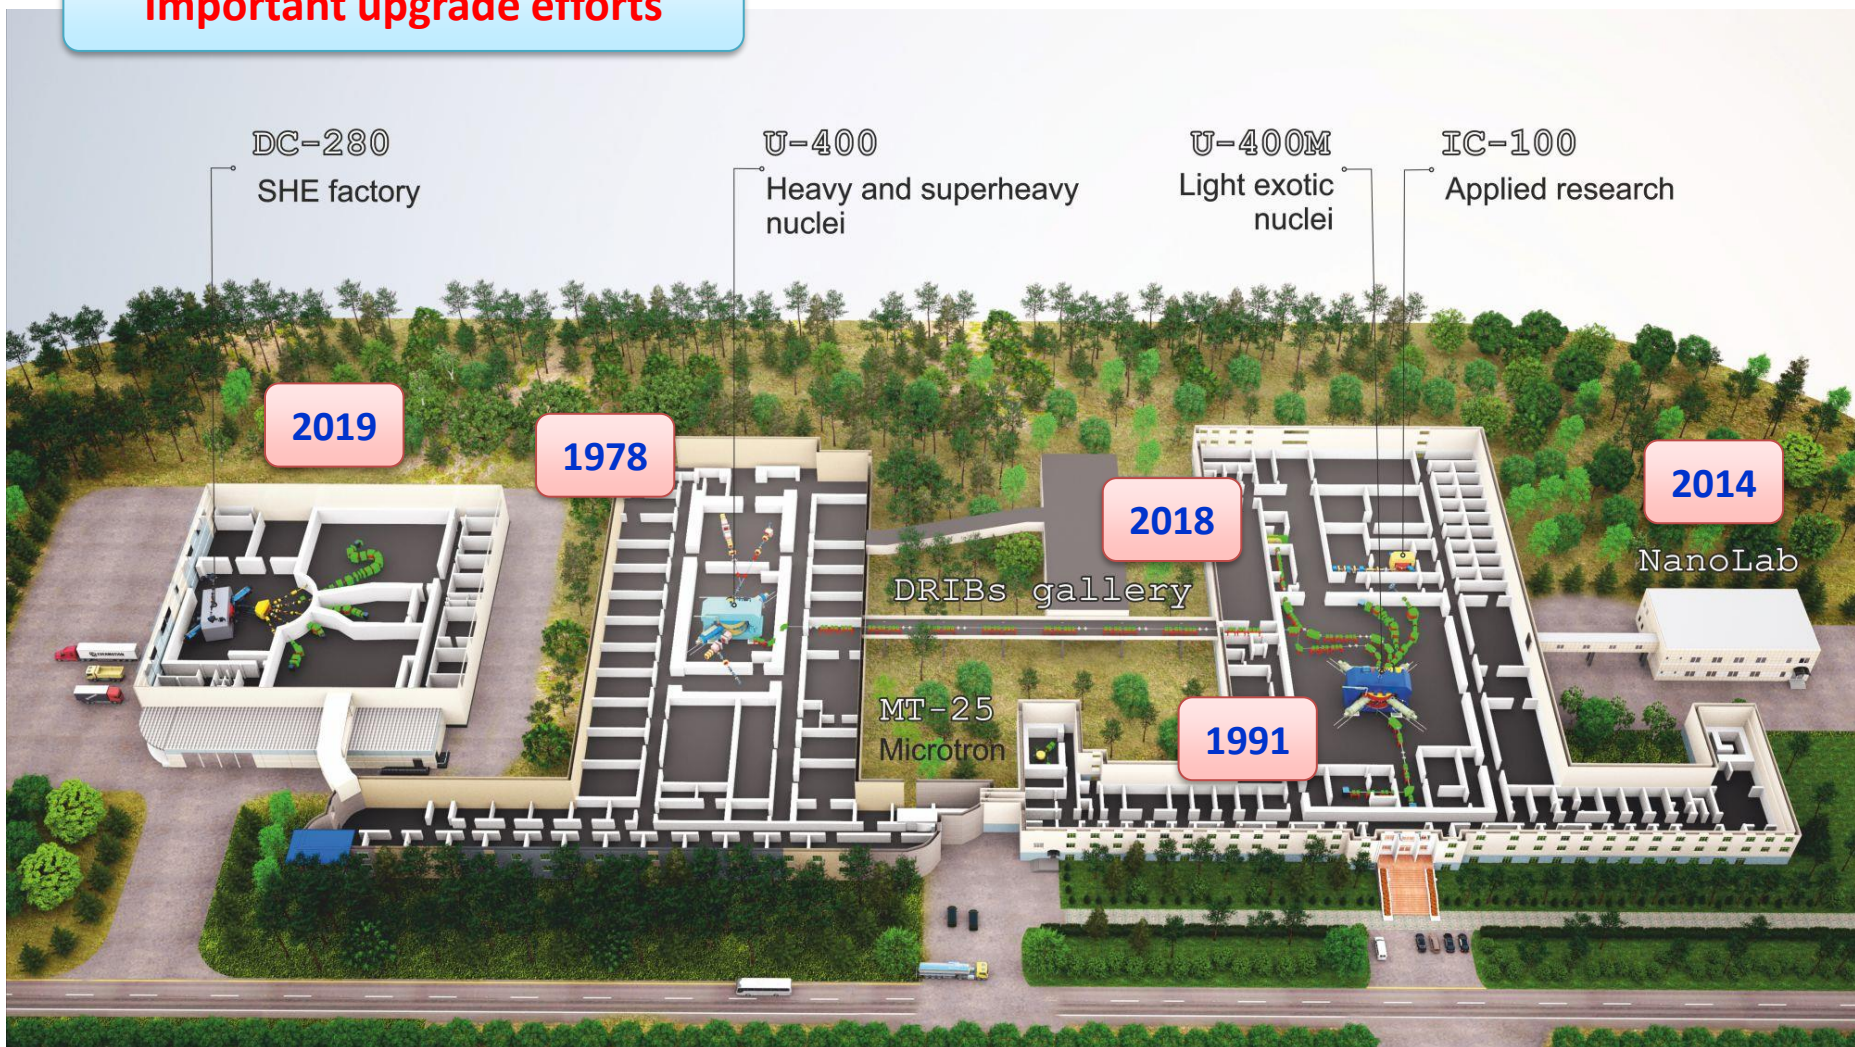 Important upgrade efforts
DC-280
SHE factory
U-400
Heavy and superheavy
nuclei
U-400M
Light exotic
nuclei
IC-100
Applied research
2019
1978
2018
2014
NanoLab
DRIBs gallery
MT-25
Microtron
1991